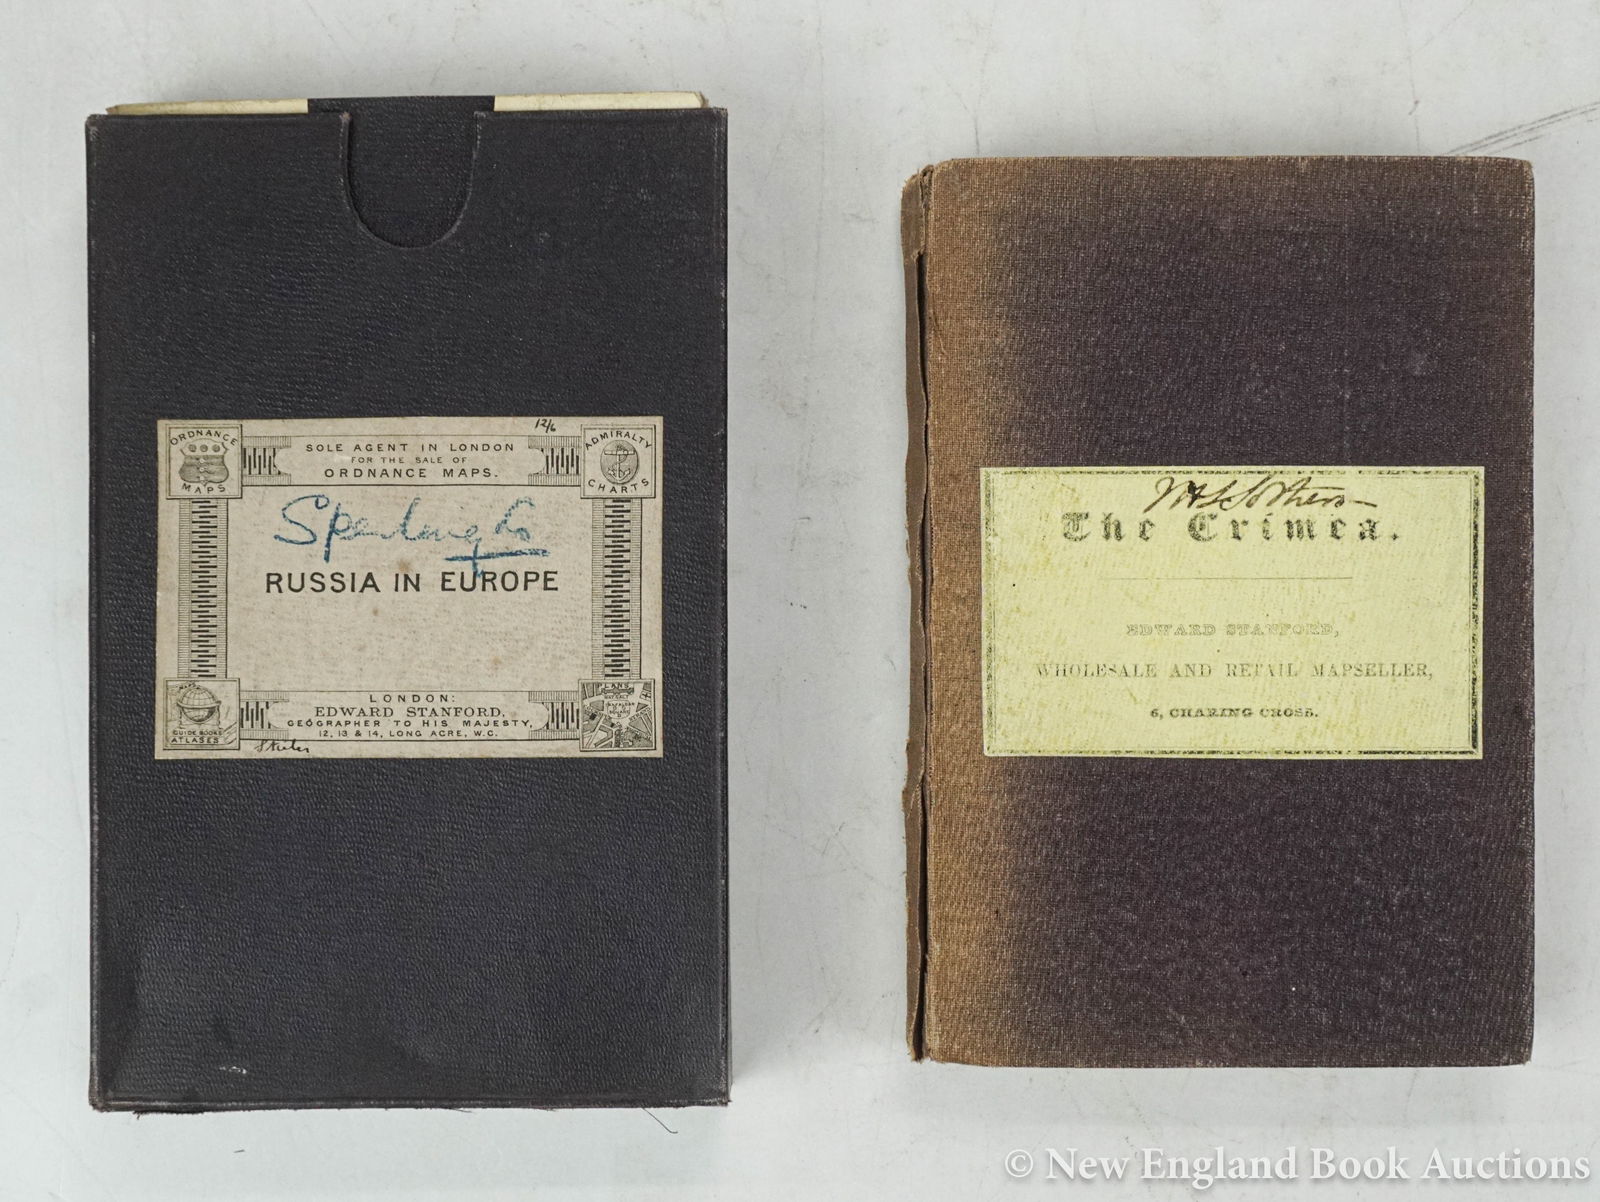 12/6
ORDNANCE
MAPS
SOLE AGENT IN LONDON
FOR THE SALE OF
ORDNANCE MAPS.
ADMIRALTY
CHARTS
RUSSIA IN EUROPE
GUIDE BOOKS
ATLASES
LONDON:
EDWARD STANFORD,
GEOGRAPHER TO HIS MAJESTY,
12, 13 & 14, LONG ACRE, W.C.
PLANS
The Crimea.
EDWARD STANFORD,
WHOLESALE AND RETAIL MAPSELLER,
6, CHARING CROSS.
© New England Book Auctions